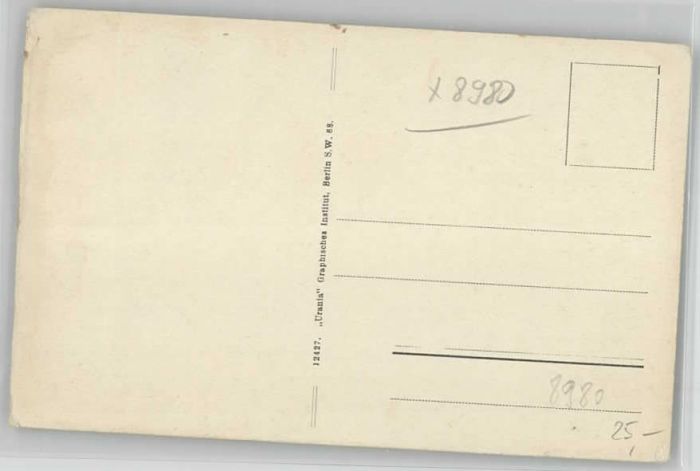 x 8980
12427. „Urania" Graphisches Institut, Berlin S.W. 68.
8980
25,—